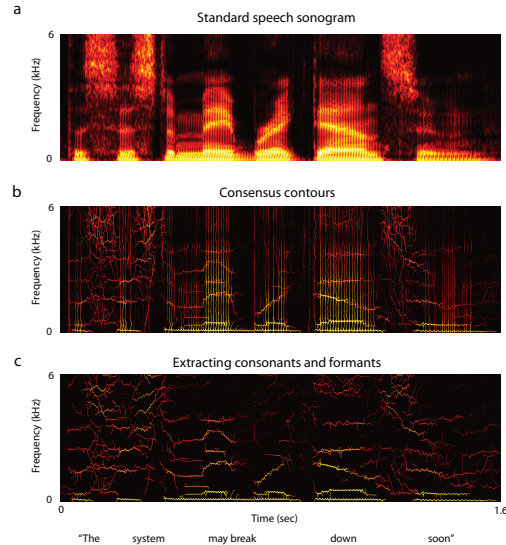 a
Standard speech sonogram
6
Frequency (kHz)
0
b
Consensus contours
6
Frequency (kHz)
0
c
Extracting consonants and formants
6
Frequency (kHz)
0
0
Time (sec)
1.6
"The system may break down soon"